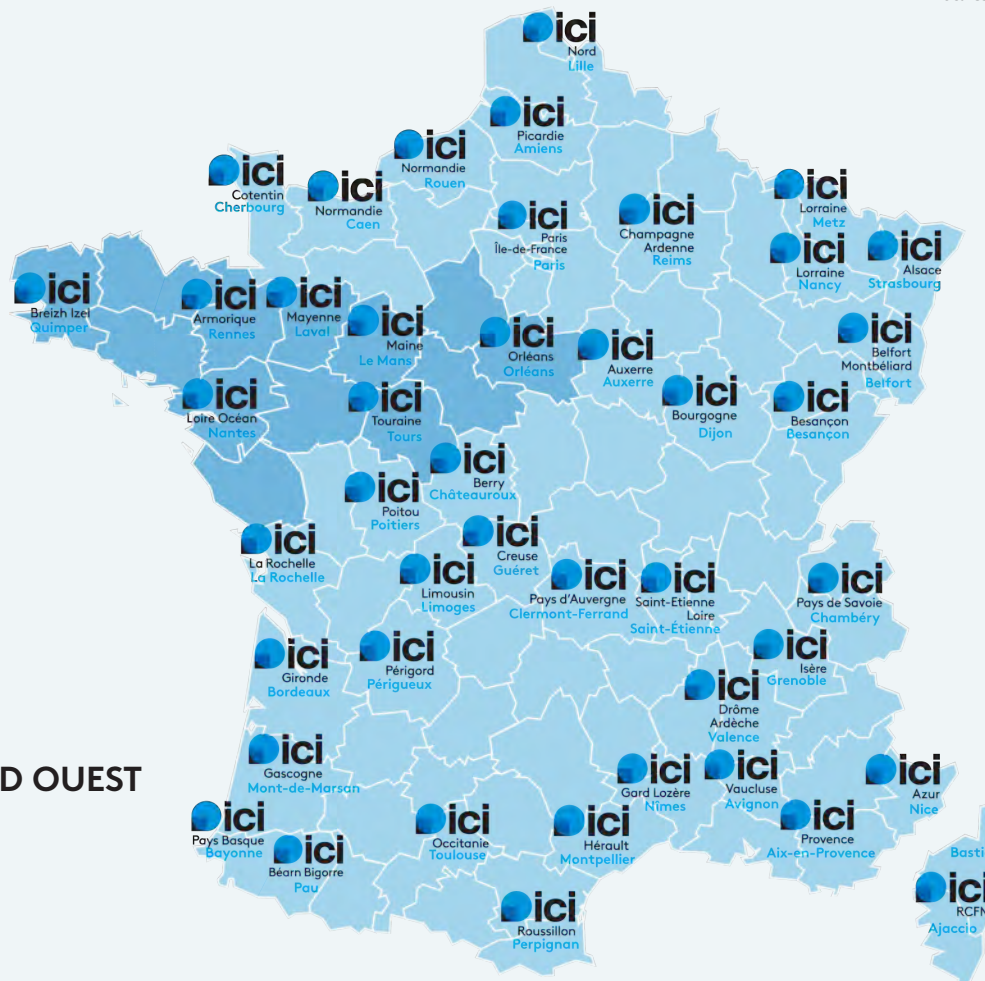 ici
Nord
Lille
ici
Picardie
Amiens
ici
Normandie
Rouen
ici
Cotentin
Cherbourg
ici
Normandie
Caen
ici
Paris
Île-de-France
Paris
ici
Champagne
Ardenne
Reims
ici
Lorraine
Metz
ici
Lorraine
Nancy
ici
Alsace
Strasbourg
ici
Breizh Izel
Quimper
ici
Armorique
Rennes
ici
Mayenne
Laval
ici
Maine
Le Mans
ici
Orléans
Orléans
ici
Auxerre
Auxerre
ici
Belfort
Montbéliard
Belfort
ici
Loire Océan
Nantes
ici
Touraine
Tours
ici
Bourgogne
Dijon
ici
Besançon
Besançon
ici
Berry
Châteauroux
ici
Poitou
Poitiers
ici
La Rochelle
La Rochelle
ici
Creuse
Guéret
ici
Limousin
Limoges
ici
Pays d'Auvergne
Clermont-Ferrand
ici
Saint-Etienne
Loire
Saint-Étienne
ici
Pays de Savoie
Chambéry
ici
Gironde
Bordeaux
ici
Périgord
Périgueux
ici
Isère
Grenoble
ici
Drôme
Ardèche
Valence
D OUEST
ici
Gascogne
Mont-de-Marsan
ici
Gard Lozère
Nîmes
ici
Vaucluse
Avignon
ici
Azur
Nice
ici
Pays Basque
Bayonne
ici
Béarn Bigorre
Pau
ici
Occitanie
Toulouse
ici
Hérault
Montpellier
ici
Provence
Aix-en-Provence
Basti
ici
RCFM
Ajaccio
ici
Roussillon
Perpignan